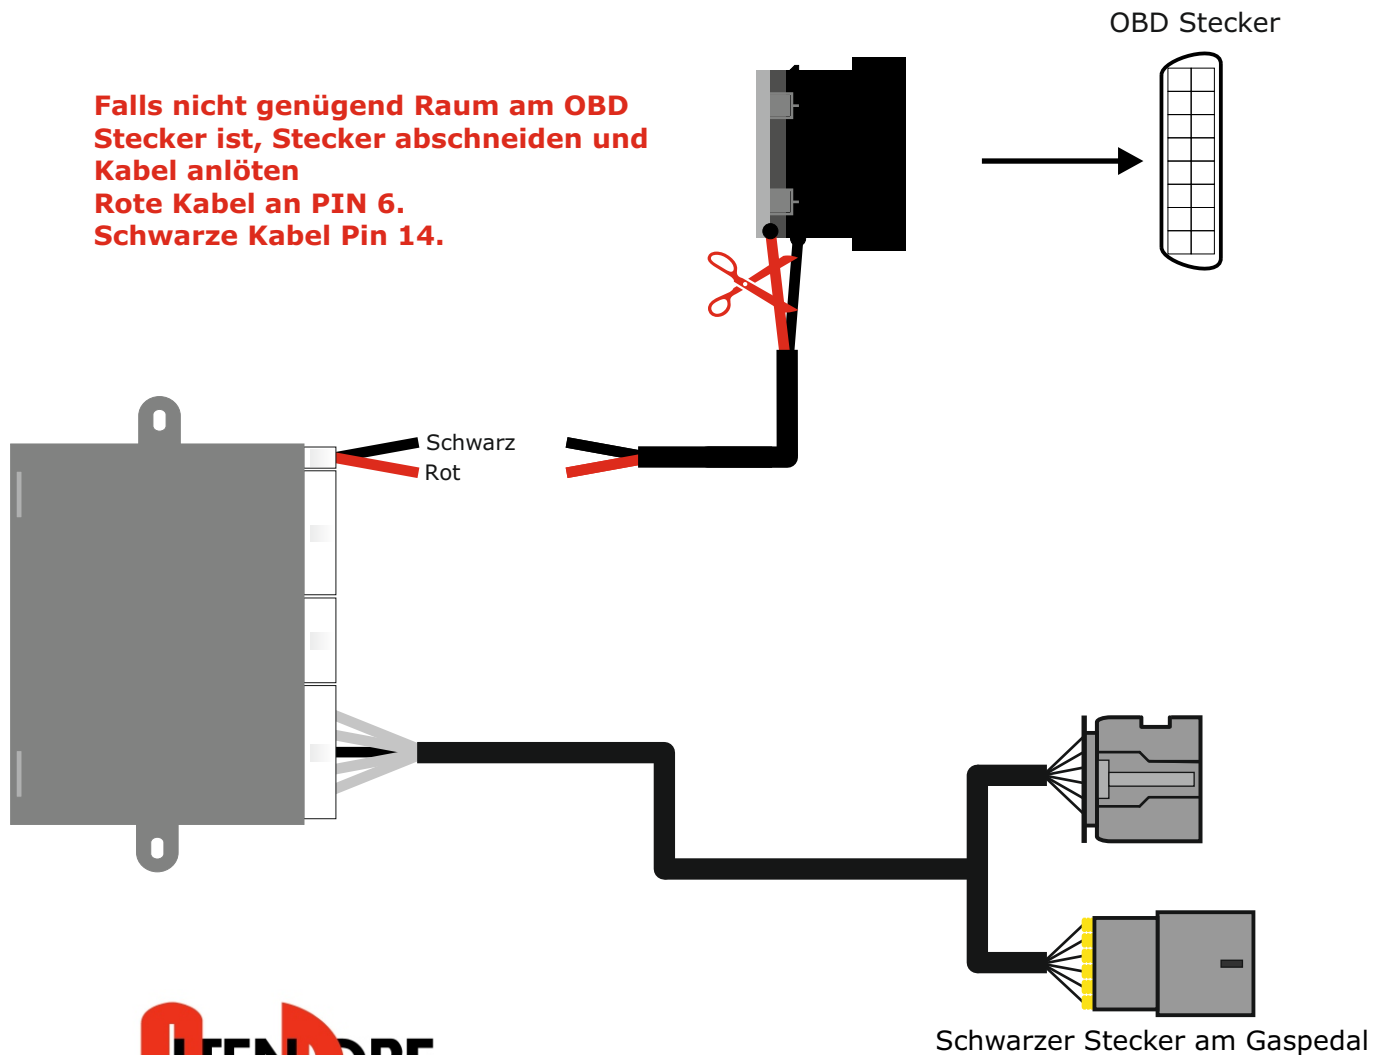 OBD Stecker
Falls nicht genügend Raum am OBD
Stecker ist, Stecker abschneiden und
Kabel anlöten
Rote Kabel an PIN 6.
Schwarze Kabel Pin 14.
Schwarz
Rot
Schwarzer Stecker am Gaspedal